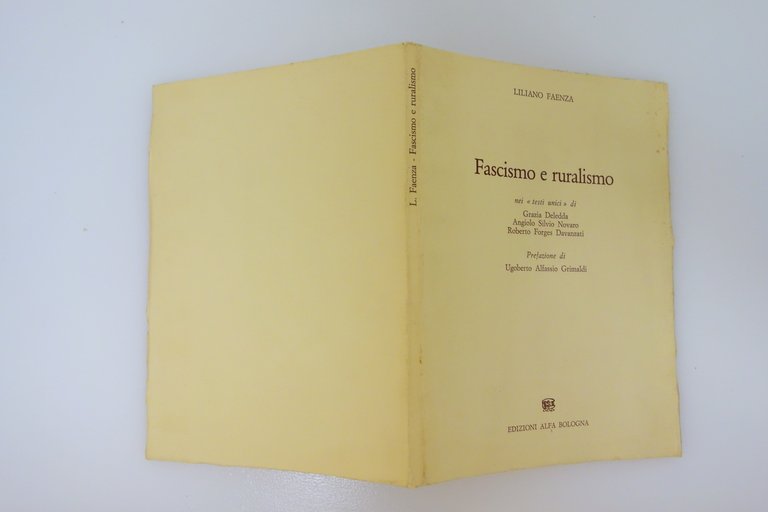 L. Faenza - Fascismo e ruralismo
LILIANO FAENZA
Fascismo e ruralismo
nei « testi unici » di
Grazia Deledda
Angiolo Silvio Novaro
Roberto Forges Davanzati
Prefazione di
Ugoberto Alfassio Grimaldi
EDIZIONI ALFA BOLOGNA